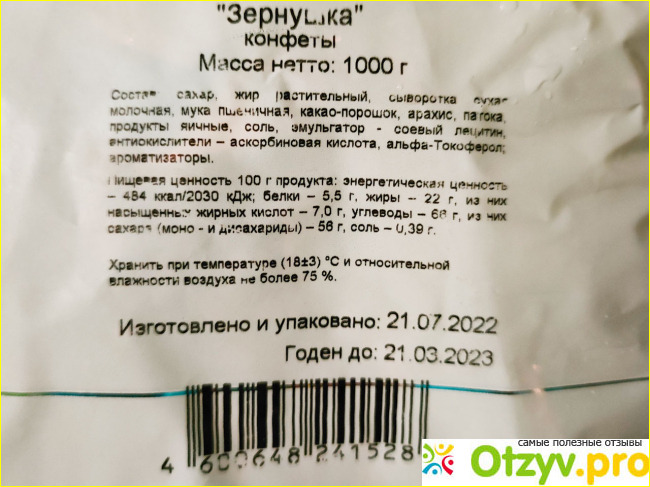 "Зернушка"
конфеты
Масса нетто: 1000 г
Состав сахар, жир растительный, сыворотка сухая
молочная, мука пшеничная, какао-порошок, арахис, патока,
продукты яичные, соль, эмульгатор - соевый лецитин,
антиокислители – аскорбиновая кислота, альфа-Токоферол;
ароматизаторы.
Пищевая ценность 100 г продукта: энергетическая ценность
– 484 ккал/2030 кДж; белки – 5,5 г, жиры – 22 г, из них
насыщенных жирных кислот – 7,0 г, углеводы – 66 г, из них
сахара (моно - и дисахариды) – 56 г, соль – 0,39 г.
Хранить при температуре (18±3) °С и относительной
влажности воздуха не более 75 %.
Изготовлено и упаковано: 21.07.2022
Годен до: 21.03.2023
4 600648 241528
самые полезные отзывы
Otzyv.pro